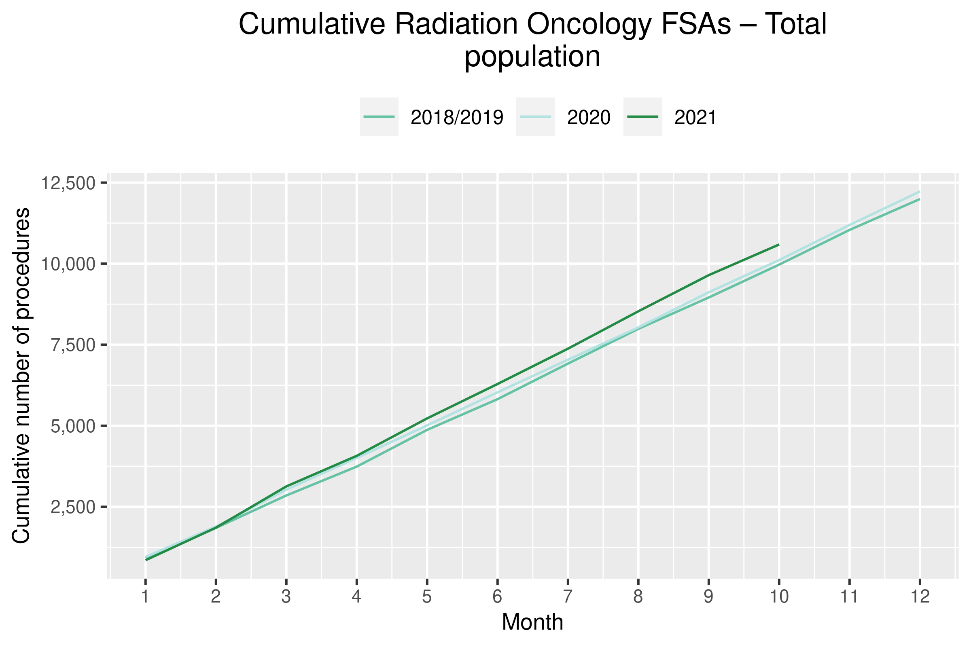 Cumulative Radiation Oncology FSAs – Total
population
2018/2019 2020 2021
Cumulative number of procedures
12,500
10,000
7,500
5,000
2,500
1 2 3 4 5 6 7 8 9 10 11 12
Month